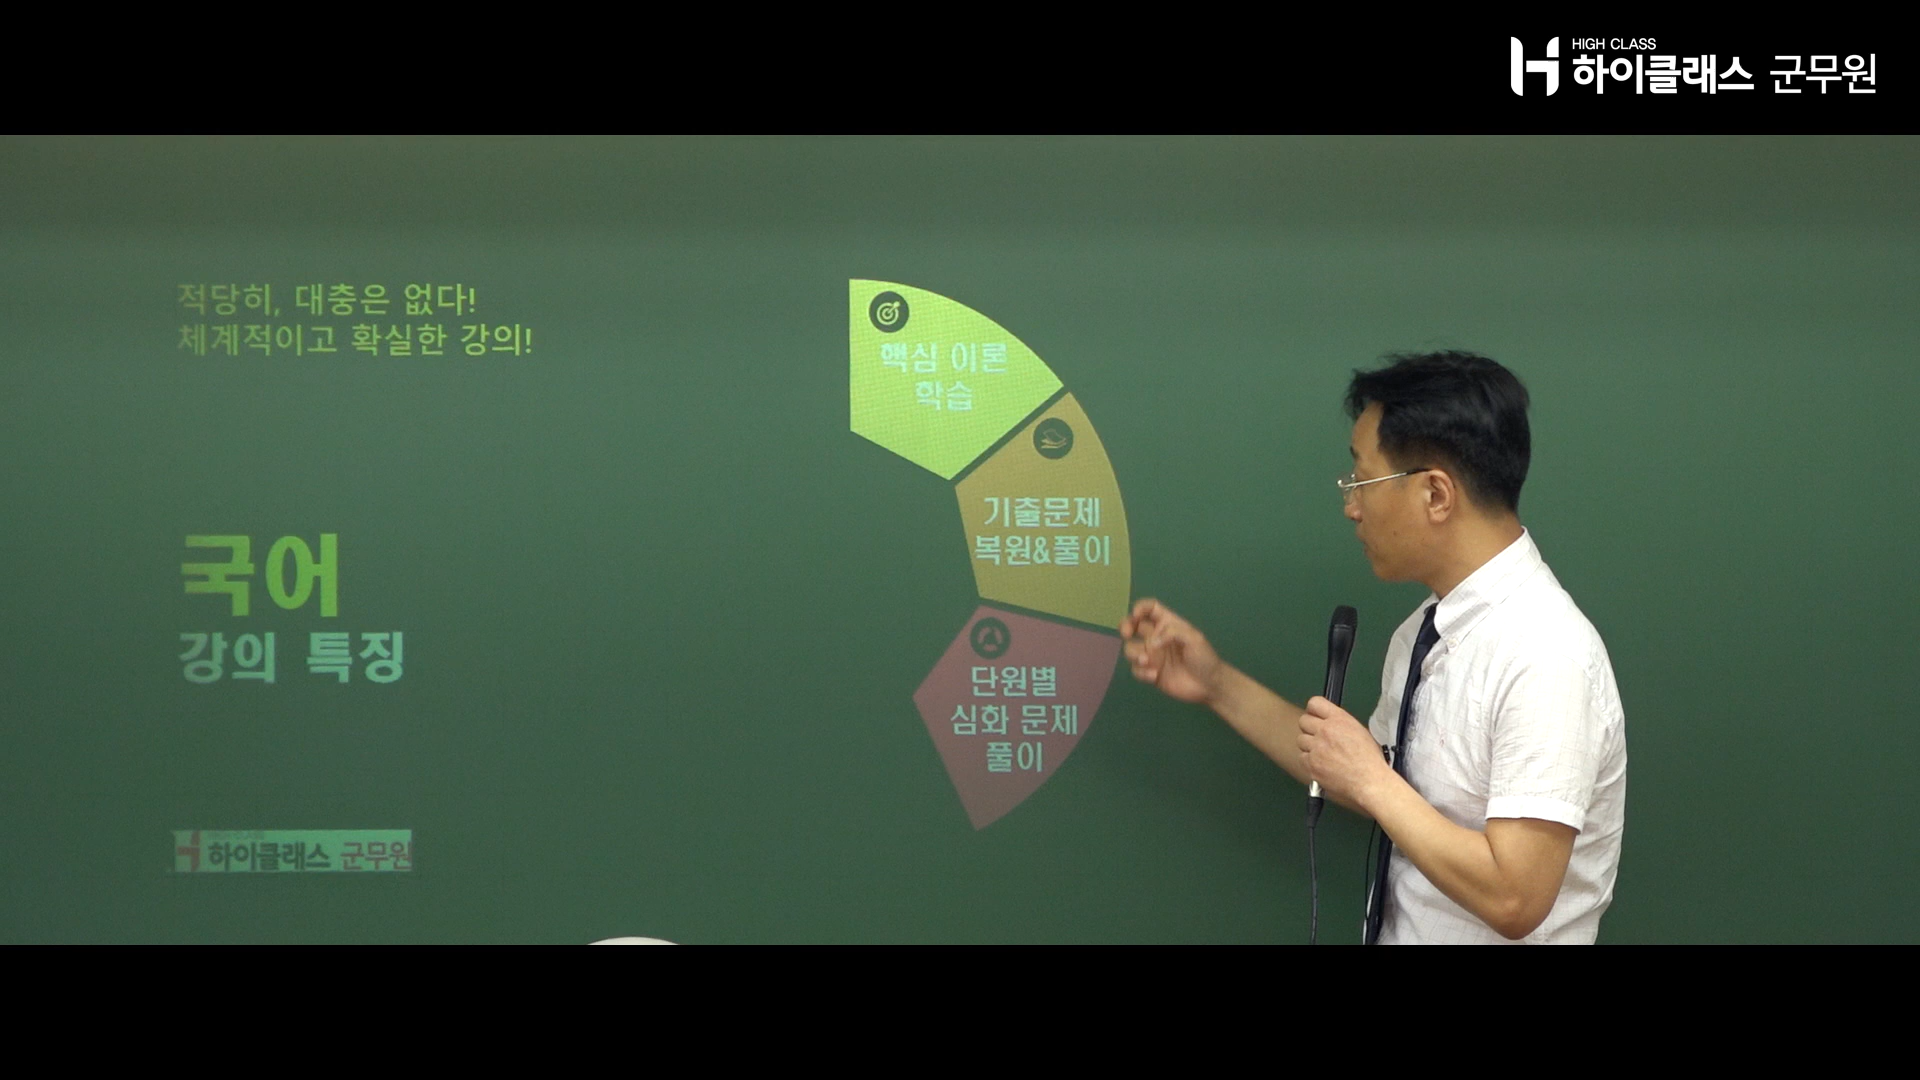 HIGH CLASS
하이클래스 군무원
적당히, 대충은 없다!
체계적이고 확실한 강의!
국어
강의 특징
하이클래스 군무원
핵심 이론
학습
기출문제
복원&풀이
단원별
심화 문제
풀이